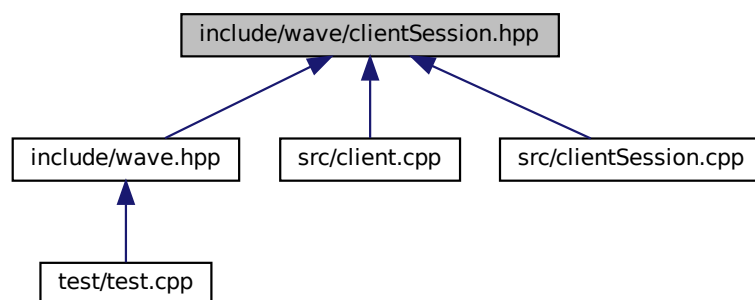 include/wave/clientSession.hpp
include/wave.hpp
src/client.cpp
src/clientSession.cpp
test/test.cpp